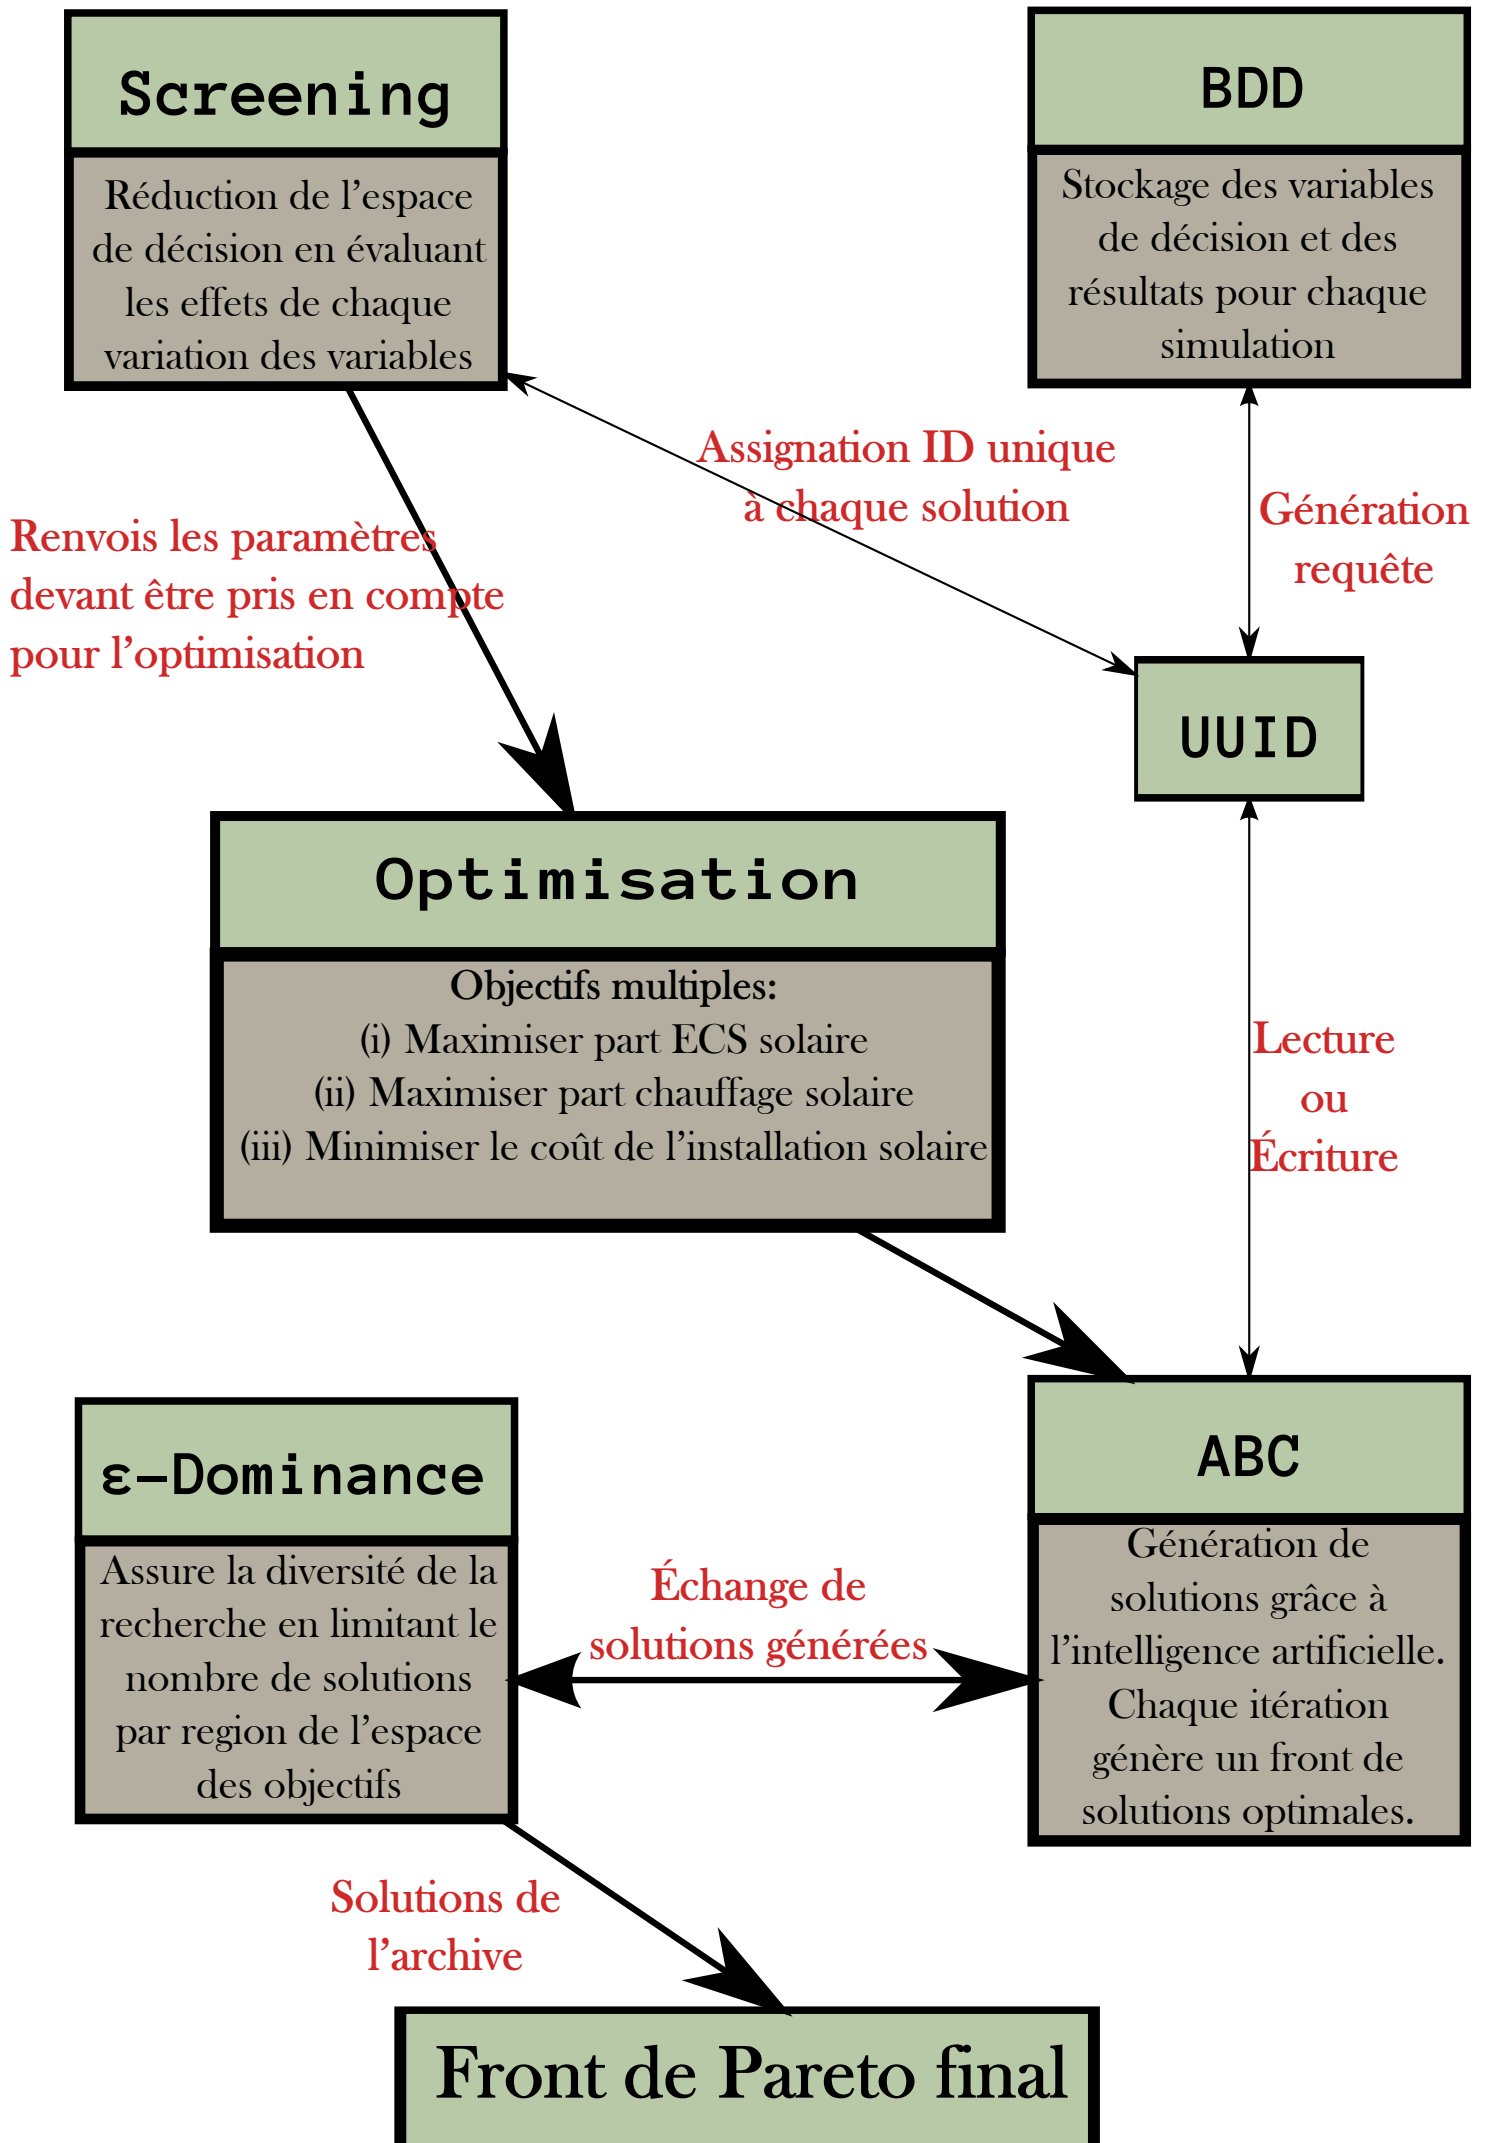 Screening
Réduction de l’espace
de décision en évaluant
les effets de chaque
variation des variables
BDD
Stockage des variables
de décision et des
résultats pour chaque
simulation
Assignation ID unique
à chaque solution
Génération
requête
Renvois les paramètres
devant être pris en compte
pour l’optimisation
UUID
Optimisation
Objectifs multiples:
(i) Maximiser part ECS solaire
(ii) Maximiser part chauffage solaire
(iii) Minimiser le coût de l’installation solaire
Lecture
ou
Écriture
ε-Dominance
Assure la diversité de la
recherche en limitant le
nombre de solutions
par region de l’espace
des objectifs
Échange de
solutions générées
ABC
Génération de
solutions grâce à
l’intelligence artificielle.
Chaque itération
génère un front de
solutions optimales.
Solutions de
l’archive
Front de Pareto final